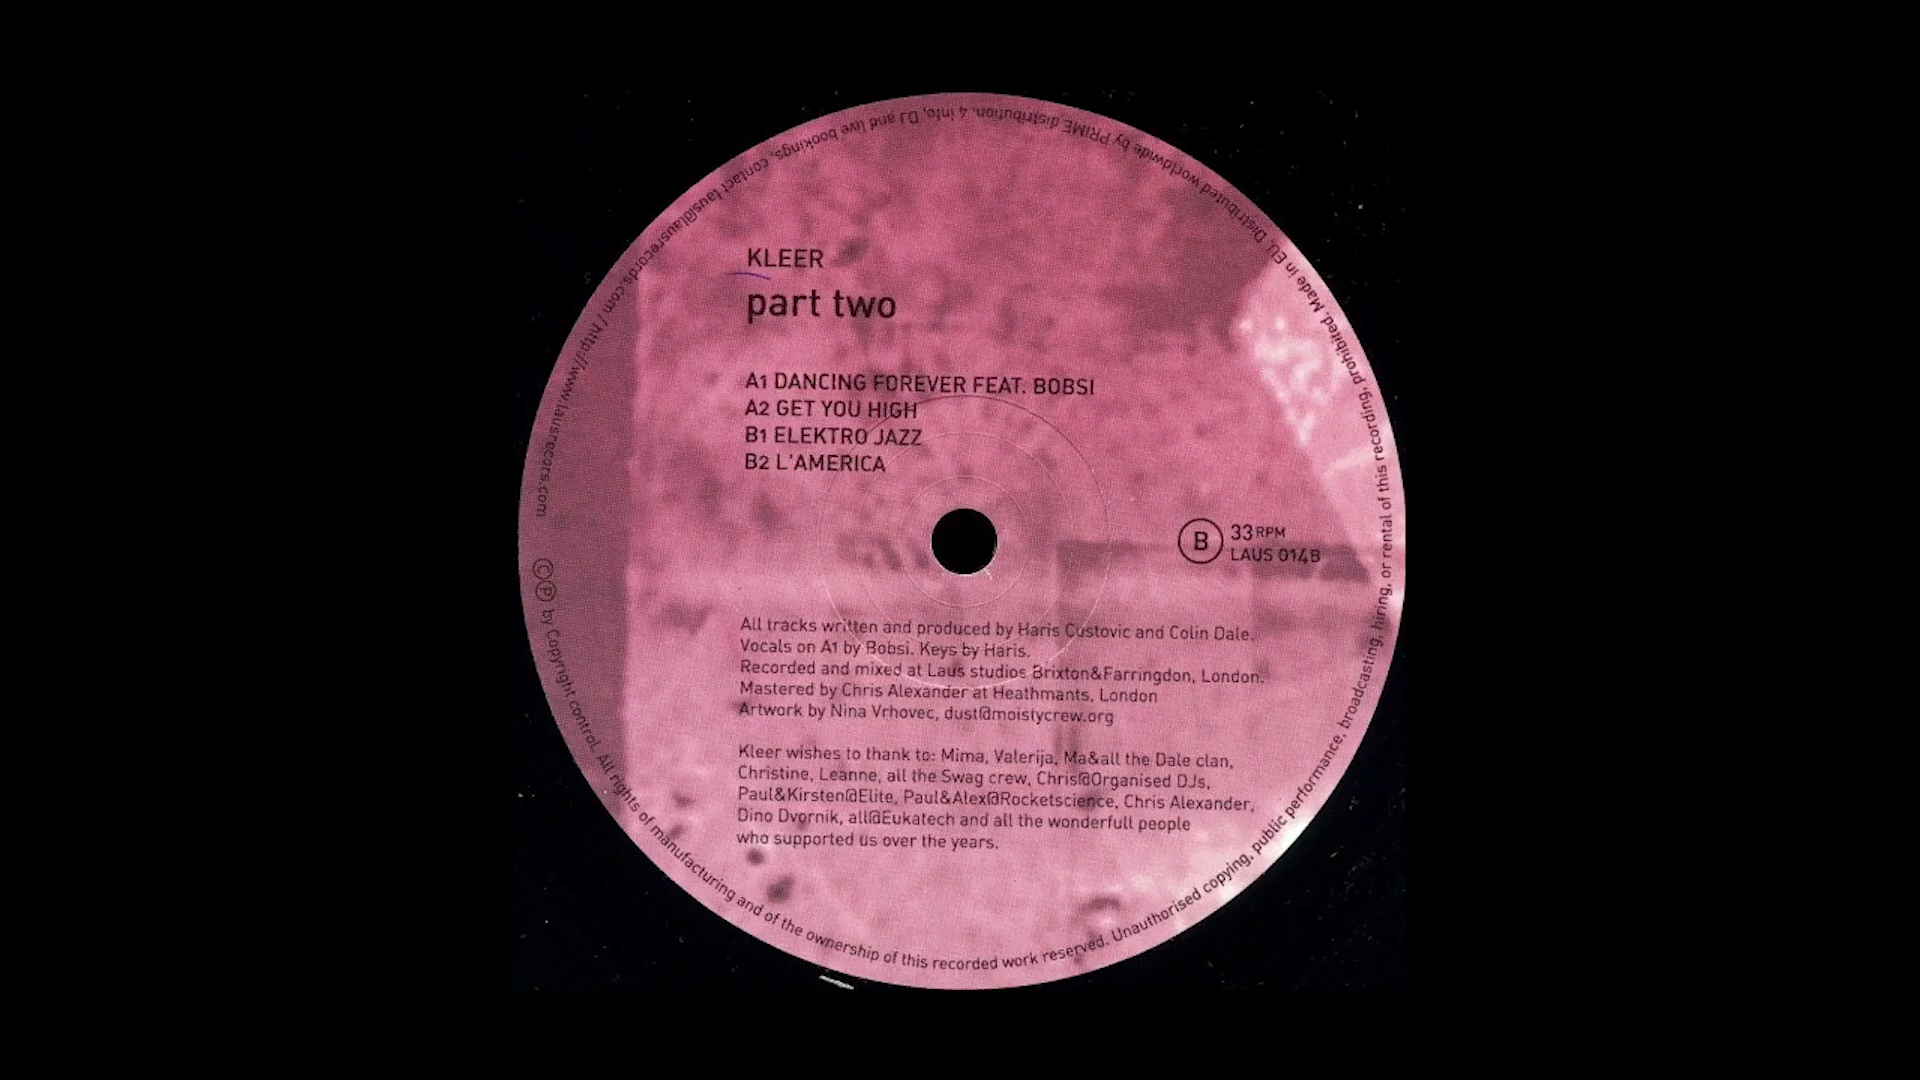 KLEER
part two
A1 DANCING FOREVER FEAT. BOBSI
A2 GET YOU HIGH
B1 ELEKTRO JAZZ
B2 L'AMERICA
B
33 RPM
LAUS 014B
All tracks written and produced by Haris Custovic and Colin Dale.
Vocals on A1 by Bobsi. Keys by Haris.
Recorded and mixed at Laus studios Brixton&Farringdon, London.
Mastered by Chris Alexander at Heathmants, London
Artwork by Nina Vrhovec, dust@moistycrew.org
Kleer wishes to thank to: Mima, Valerija, Ma&all the Dale clan,
Christine, Leanne, all the Swag crew, Chris@Organised DJs,
Paul&Kirsten@Elite, Paul&Alex@Rocketscience, Chris Alexander,
Dino Dvornik, all@Eukatech and all the wonderfull people
who supported us over the years.
©℗ by Copyright control. All rights of manufacturing and of the ownership of this recorded work reserved. Unauthorised copying, public performance, broadcasting, hiring, or rental of this recording, prohibited. Made in EU. Distributed worldwide by PRIME distribution. 4 info, DJ and live bookings, contact laus@lausrecords.com / http://www.lausrecors.com